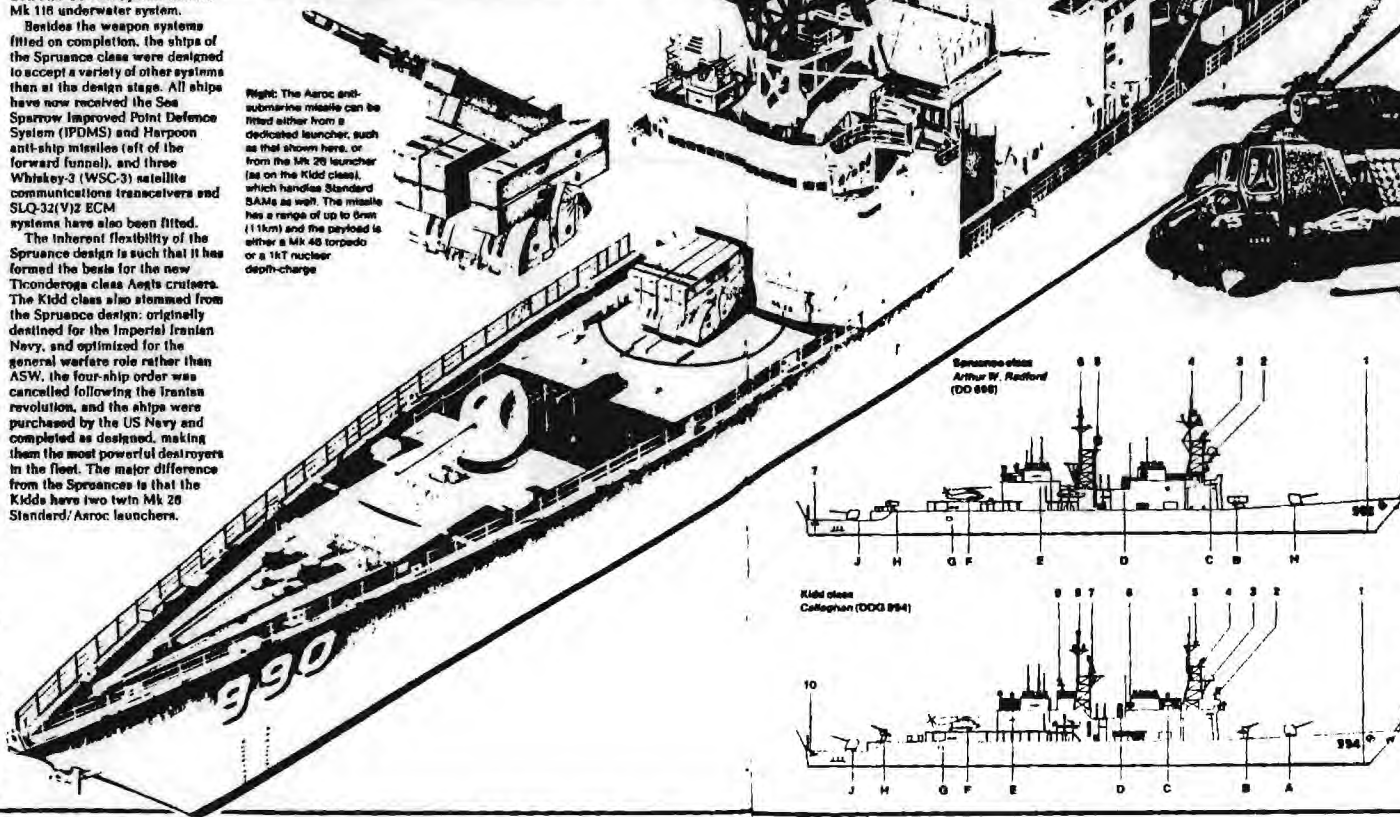 Mk 116 underwater system.
Besides the weapon systems
fitted on completion, the ships of
the Spruance class were designed
to accept a variety of other systems
than at the design stage. All ships
have now received the Sea
Sparrow Improved Point Defence
System (IPDMS) and Harpoon
anti-ship missiles (aft of the
forward funnel), and three
Whiskey-3 (WSC-3) satellite
communications transceivers and
SLQ-32(V)2 ECM
systems have also been fitted.
The inherent flexibility of the
Spruance design is such that it has
formed the basis for the new
Ticonderoga class Aegis cruisers.
The Kidd class also stemmed from
the Spruance design: originally
destined for the Imperial Iranian
Navy, and optimized for the
general warfare role rather than
ASW, the four-ship order was
cancelled following the Iranian
revolution, and the ships were
purchased by the US Navy and
completed as designed, making
them the most powerful destroyers
in the fleet. The major difference
from the Spruances is that the
Kidds have two twin Mk 26
Standard/Asroc launchers.
Right: The Asroc anti-
submarine missile can be
fitted either from a
dedicated launcher, such
as that shown here, or
from the Mk 26 launcher
(as on the Kidd class),
which handles Standard
SAMs as well. The missile
has a range of up to 6nm
(11km) and the payload is
either a Mk 46 torpedo
or a 1kT nuclear
depth-charge
990
Spruance class
Arthur W. Radford
(DD 968)
6 5 4 3 2 1
7
J H G F E D C B H
Kidd class
Callaghan (DDG 994)
9 8 7 6 5 4 3 2 1
10
994
J H G F E D C B A